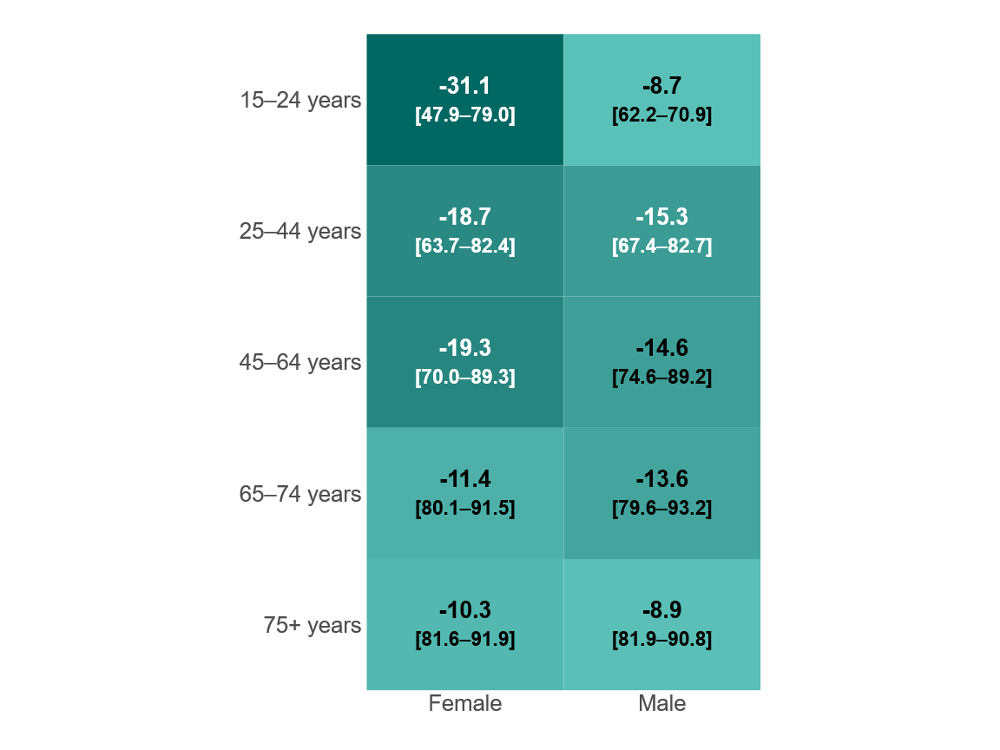 15–24 years
-31.1
[47.9–79.0]
-8.7
[62.2–70.9]
25–44 years
-18.7
[63.7–82.4]
-15.3
[67.4–82.7]
45–64 years
-19.3
[70.0–89.3]
-14.6
[74.6–89.2]
65–74 years
-11.4
[80.1–91.5]
-13.6
[79.6–93.2]
75+ years
-10.3
[81.6–91.9]
-8.9
[81.9–90.8]
Female
Male